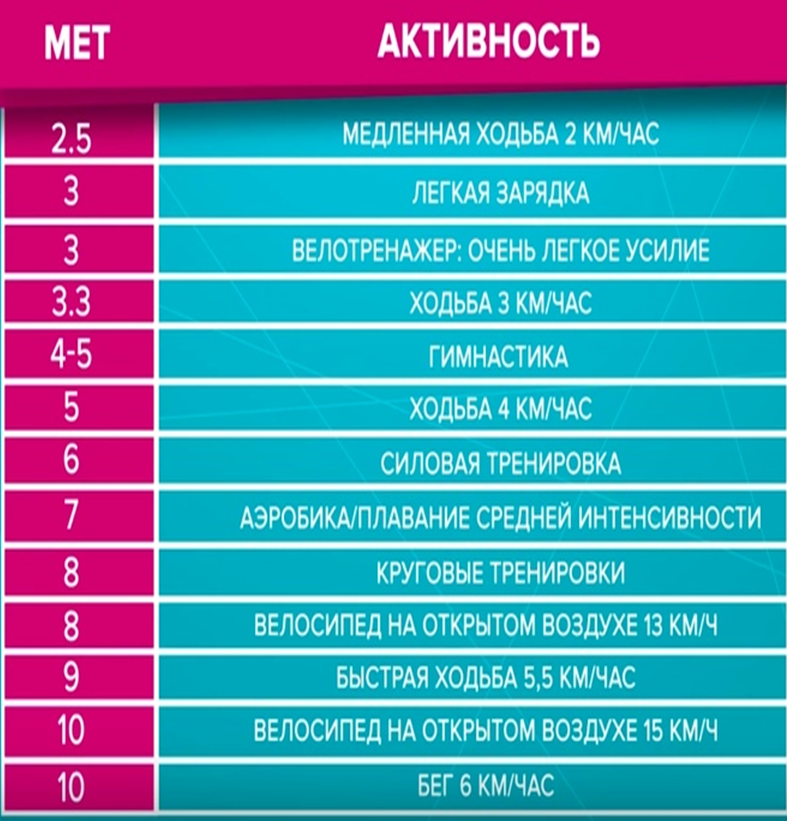 МЕТ АКТИВНОСТЬ
2.5 МЕДЛЕННАЯ ХОДЬБА 2 КМ/ЧАС
3 ЛЕГКАЯ ЗАРЯДКА
3 ВЕЛОТРЕНАЖЕР: ОЧЕНЬ ЛЕГКОЕ УСИЛИЕ
3.3 ХОДЬБА 3 КМ/ЧАС
4-5 ГИМНАСТИКА
5 ХОДЬБА 4 КМ/ЧАС
6 СИЛОВАЯ ТРЕНИРОВКА
7 АЭРОБИКА/ПЛАВАНИЕ СРЕДНЕЙ ИНТЕНСИВНОСТИ
8 КРУГОВЫЕ ТРЕНИРОВКИ
8 ВЕЛОСИПЕД НА ОТКРЫТОМ ВОЗДУХЕ 13 КМ/Ч
9 БЫСТРАЯ ХОДЬБА 5,5 КМ/ЧАС
10 ВЕЛОСИПЕД НА ОТКРЫТОМ ВОЗДУХЕ 15 КМ/Ч
10 БЕГ 6 КМ/ЧАС